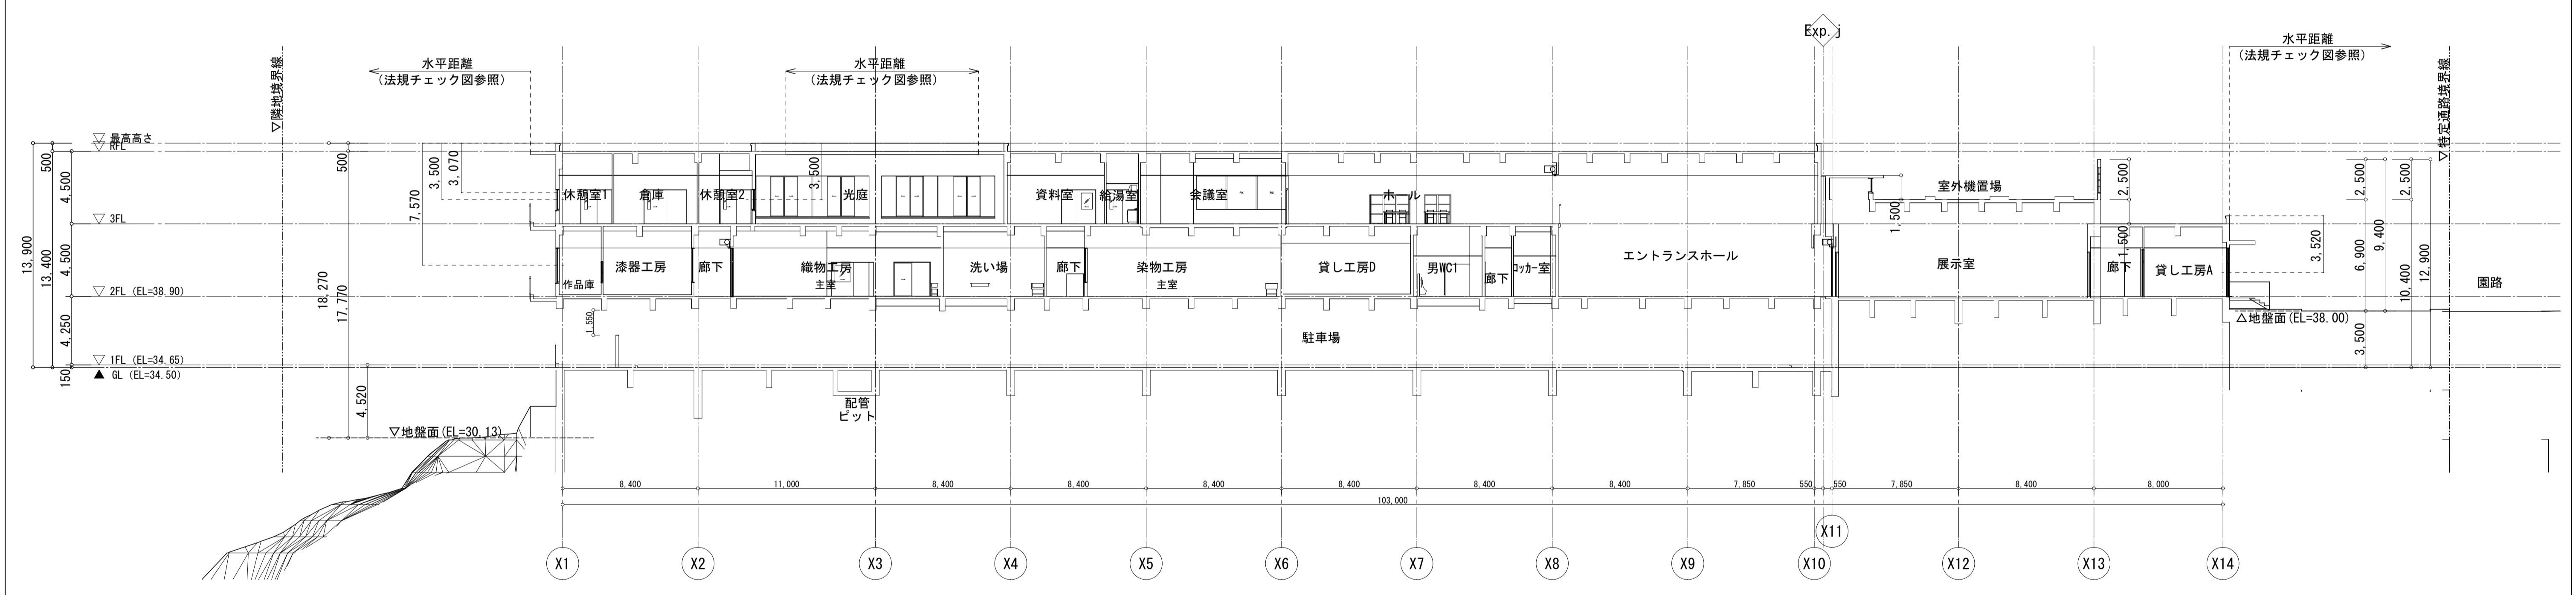 Exp.j
水平距離
(法規チェック図参照)
水平距離
(法規チェック図参照)
水平距離
(法規チェック図参照)
▽隣地境界線
▽特定通路境界線
▽ 最高高さ
▽ RFL
▽ 3FL
▽ 2FL (EL=38.90)
▽ 1FL (EL=34.65)
▲ GL (EL=34.50)
13,900
13,400
500
4,500
4,500
4,250
150
18,270
17,770
500
4,520
7,570
3,500
3,070
3,500
休憩室1
倉庫
休憩室2
光庭
資料室
給湯室
会議室
ホール
室外機置場
1,500
2,500
1,500
2,500
2,500
6,900
9,400
10,400
12,900
3,500
3,520
作品庫
漆器工房
廊下
織物工房
主室
洗い場
廊下
染物工房
主室
貸し工房D
男WC1
廊下
ロッカー室
エントランスホール
展示室
廊下
貸し工房A
園路
△地盤面(EL=38.00)
1,550
駐車場
配管
ピット
▽地盤面(EL=30.13)
8,400
11,000
8,400
8,400
8,400
8,400
8,400
8,400
7,850
550
550
7,850
8,400
8,000
103,000
X1
X2
X3
X4
X5
X6
X7
X8
X9
X10
X11
X12
X13
X14